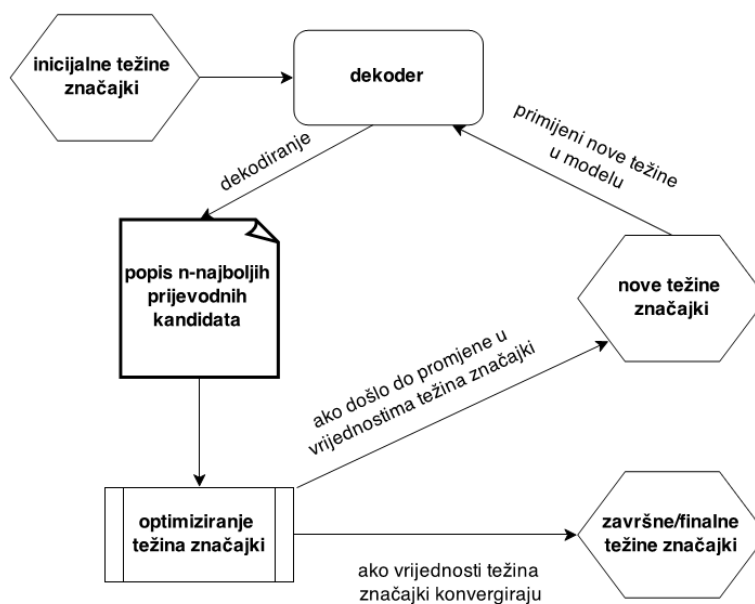 inicijalne težine
značajki
dekoder
dekodiranje
primijeni nove težine
u modelu
popis n-najboljih
prijevodnih
kandidata
nove težine
značajki
ako došlo do promjene u
vrijednostima težina značajki
optimiziranje
težina značajki
završne/finalne
težine značajki
ako vrijednosti težina
značajki konvergiraju